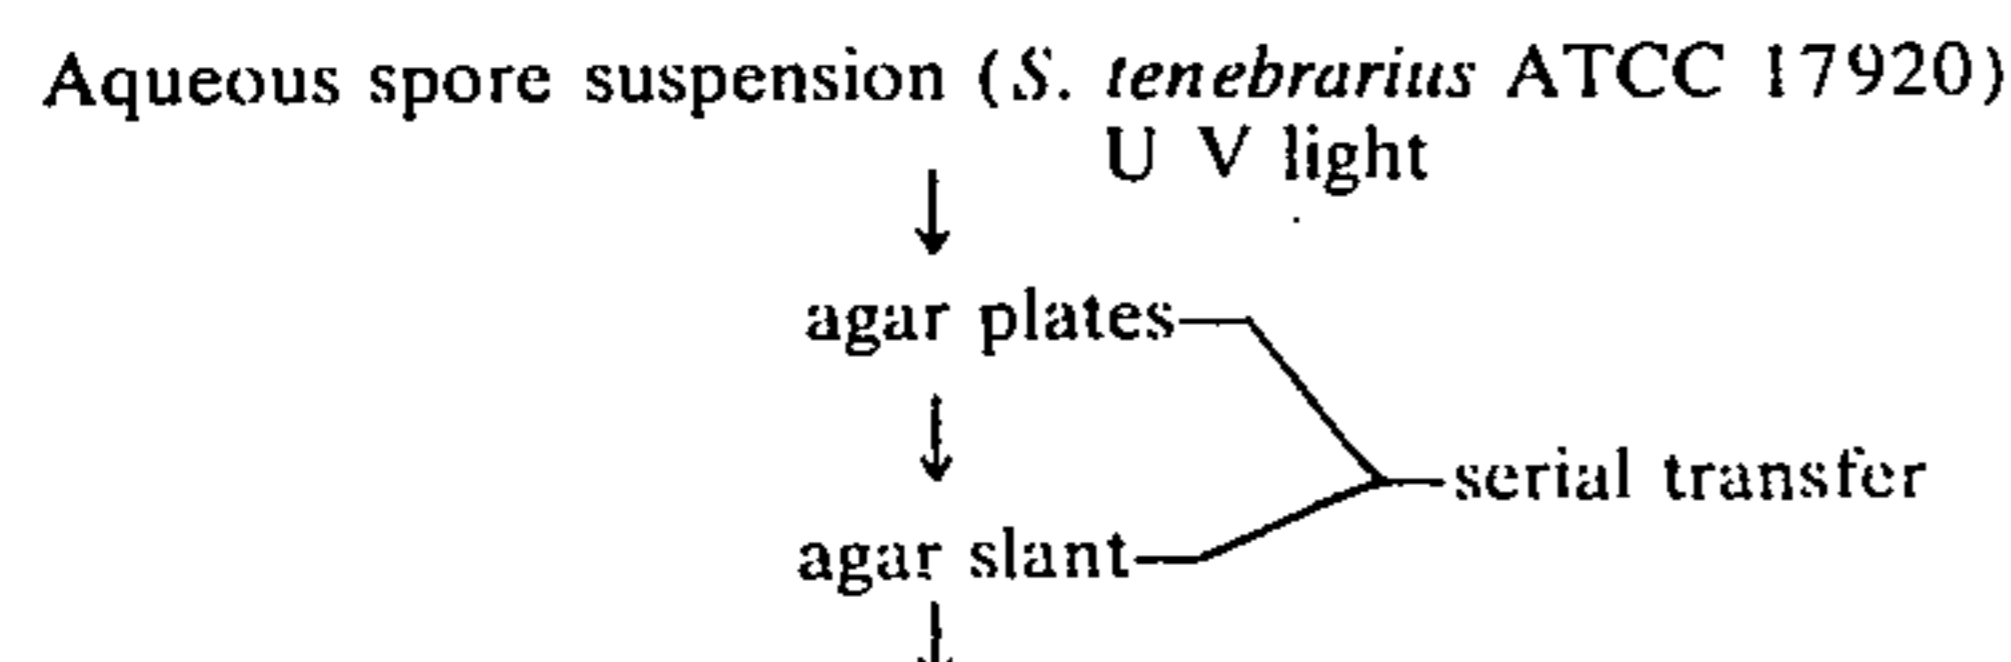 Aqueous spore suspension (S. tenebrarius ATCC 17920)
U V light
agar plates
serial transfer
agar slant